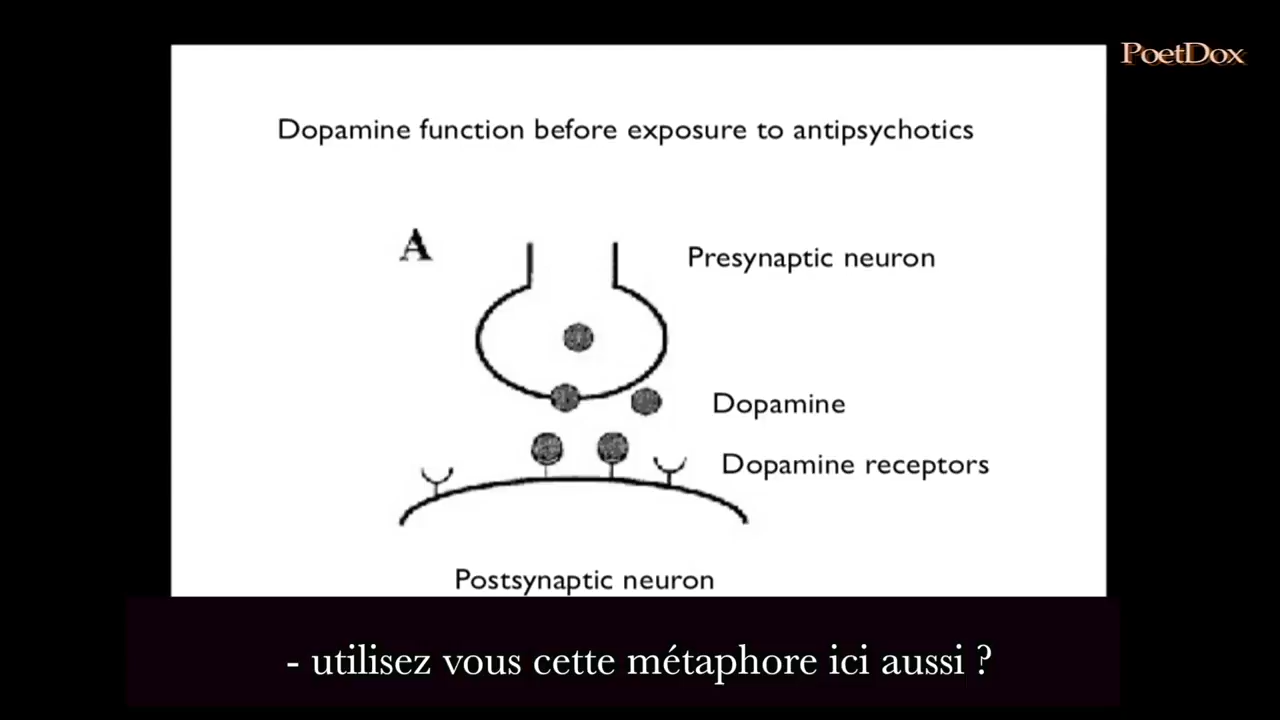 PoetDox
Dopamine function before exposure to antipsychotics
A
Presynaptic neuron
Dopamine
Dopamine receptors
Postsynaptic neuron
- utilisez vous cette métaphore ici aussi ?